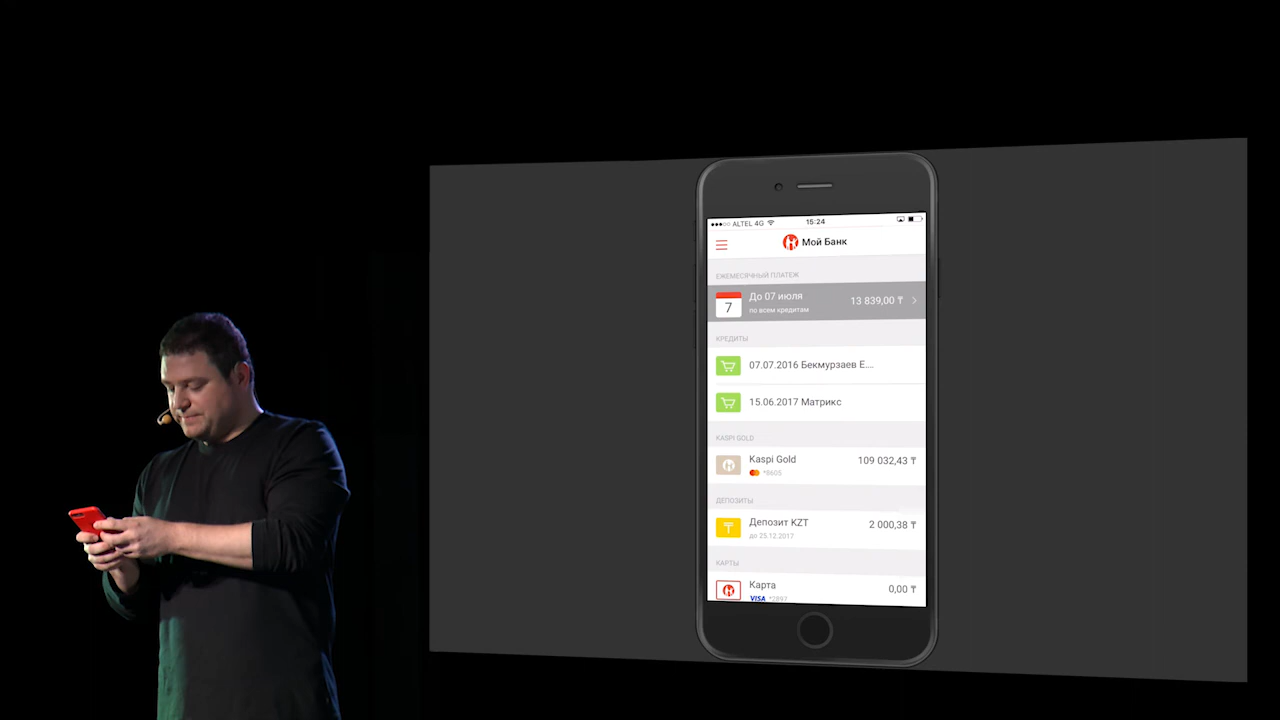 ALTEL 4G 15:24
Мой Банк
ЕЖЕМЕСЯЧНЫЙ ПЛАТЕЖ
7 До 07 июля 13 839,00 ₸
по всем кредитам
КРЕДИТЫ
07.07.2016 Бекмурзаев Е....
15.06.2017 Матрикс
KASPI GOLD
Kaspi Gold 109 032,43 ₸
*8605
ДЕПОЗИТЫ
₸ Депозит KZT 2 000,38 ₸
до 25.12.2017
КАРТЫ
Карта 0,00 ₸
VISA *2897